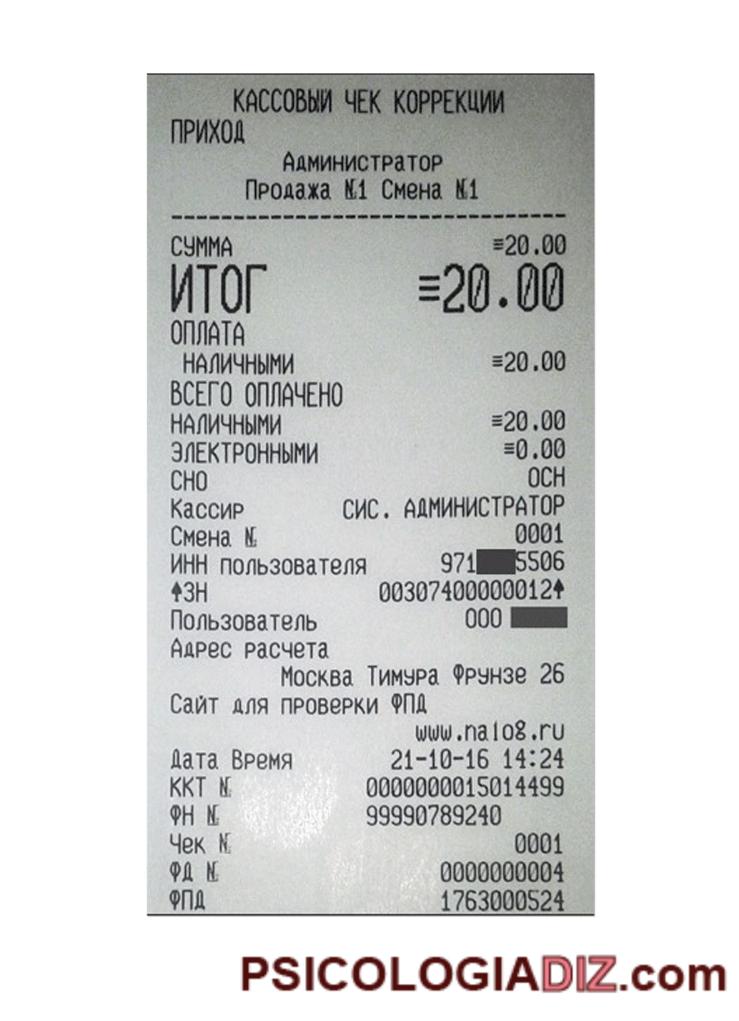 КАССОВЫЙ ЧЕК КОРРЕКЦИИ
ПРИХОД
Администратор
Продажа №1 Смена №1
--------------------------------
СУММА ≡20.00
ИТОГ ≡20.00
ОПЛАТА
НАЛИЧНЫМИ ≡20.00
ВСЕГО ОПЛАЧЕНО
НАЛИЧНЫМИ ≡20.00
ЭЛЕКТРОННЫМИ ≡0.00
СНО ОСН
Кассир СИС. АДМИНИСТРАТОР
Смена № 0001
ИНН пользователя 971 5506
↑ЗН 00307400000012↑
Пользователь ООО
Адрес расчета
Москва Тимура Фрунзе 26
Сайт для проверки ФПД
www.nalog.ru
Дата Время 21-10-16 14:24
ККТ № 0000000015014499
ФН № 99990789240
Чек № 0001
ФД № 0000000004
ФПД 1763000524
PSICOLOGIADIZ.com